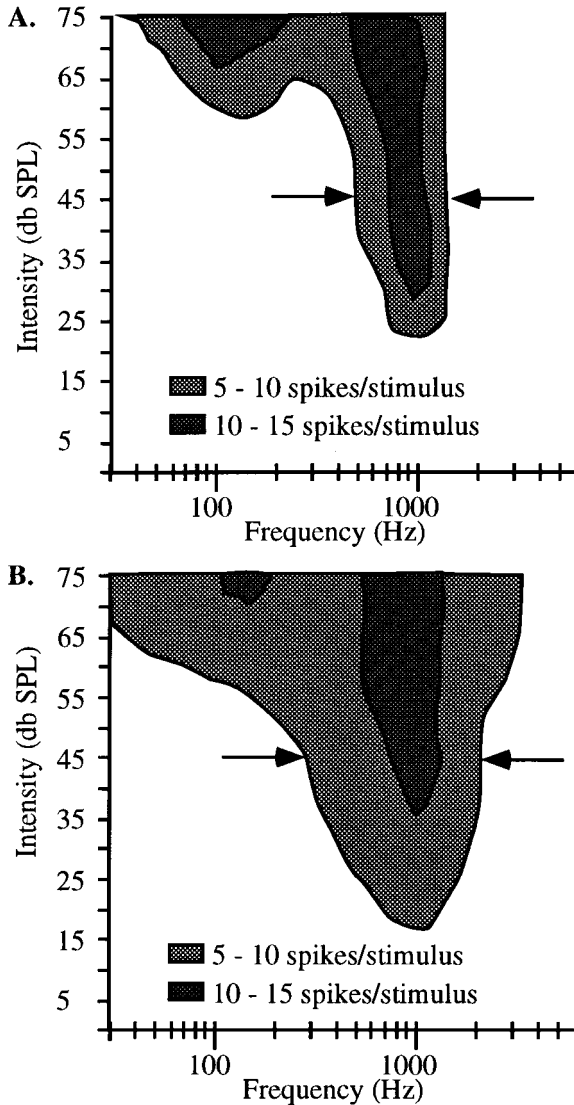 A.
75
65
55
45
35
25
15
5
Intensity (db SPL)
5 - 10 spikes/stimulus
10 - 15 spikes/stimulus
100
1000
Frequency (Hz)
B.
75
65
55
45
35
25
15
5
Intensity (db SPL)
5 - 10 spikes/stimulus
10 - 15 spikes/stimulus
100
1000
Frequency (Hz)